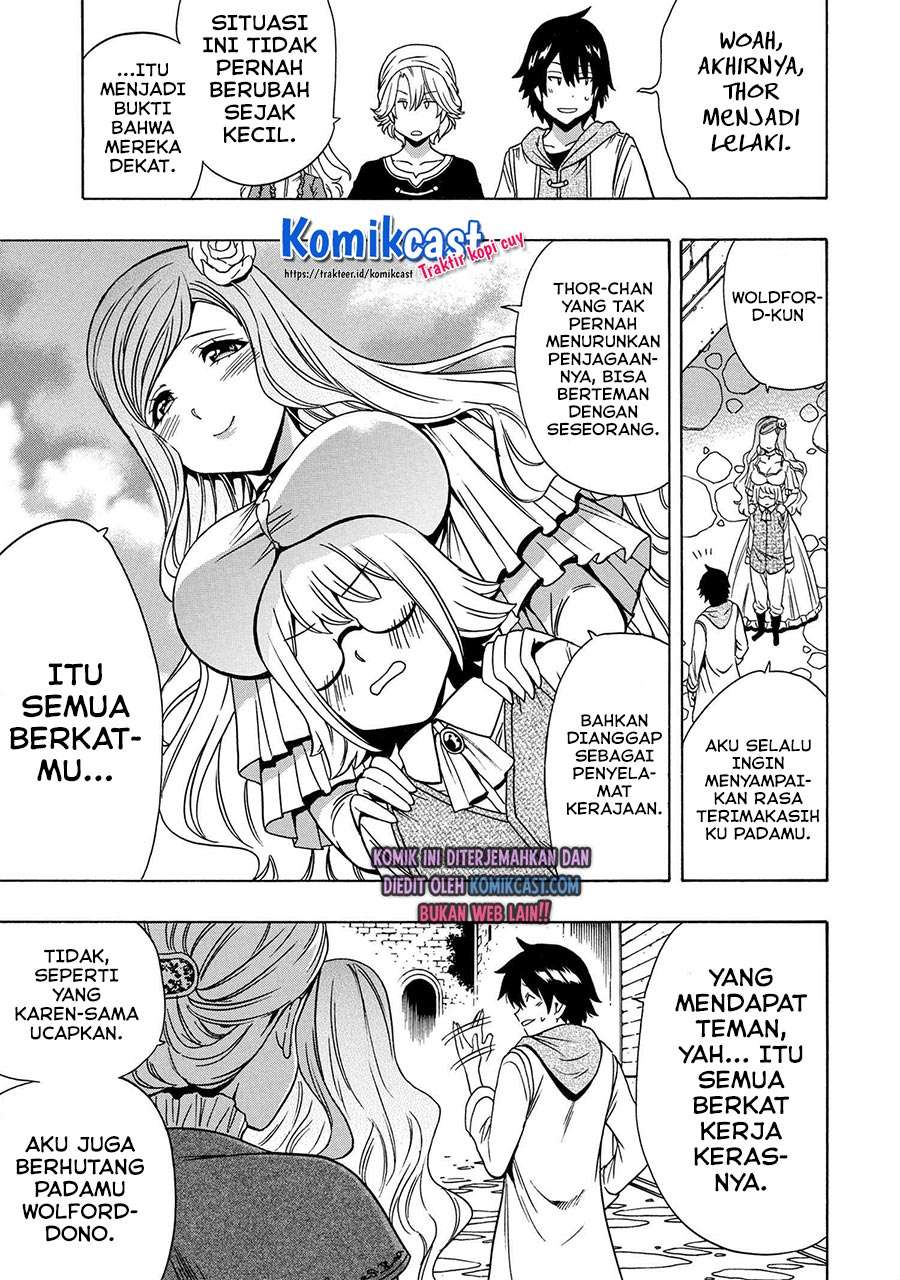 WOAH,
AKHIRNYA,
THOR
MENJADI
LELAKI.
SITUASI
INI TIDAK
PERNAH
BERUBAH
SEJAK
KECIL.
...ITU
MENJADI
BUKTI
BAHWA
MEREKA
DEKAT.
Komikcast
Traktir kopi cuy
https://trakteer.id/komikcast
WOLDFOR-
D-KUN
AKU SELALU
INGIN
MENYAMPAI-
KAN RASA
TERIMAKASIH
KU PADAMU.
THOR-CHAN
YANG TAK
PERNAH
MENURUNKAN
PENJAGAAN-
NYA, BISA
BERTEMAN
DENGAN
SESEORANG.
BAHKAN
DIANGGAP
SEBAGAI
PENYELA-
MAT
KERAJAAN.
ITU
SEMUA
BERKAT-
MU...
KOMIK INI DITERJEMAHKAN DAN
DIEDIT OLEH KOMIKCAST.COM
BUKAN WEB LAIN!!
YANG
MENDAPAT
TEMAN,
YAH... ITU
SEMUA
BERKAT
KERJA
KERAS-
NYA.
TIDAK,
SEPERTI
YANG
KAREN-SAMA
UCAPKAN.
AKU JUGA
BERHUTANG
PADAMU
WOLFORD-
DONO.